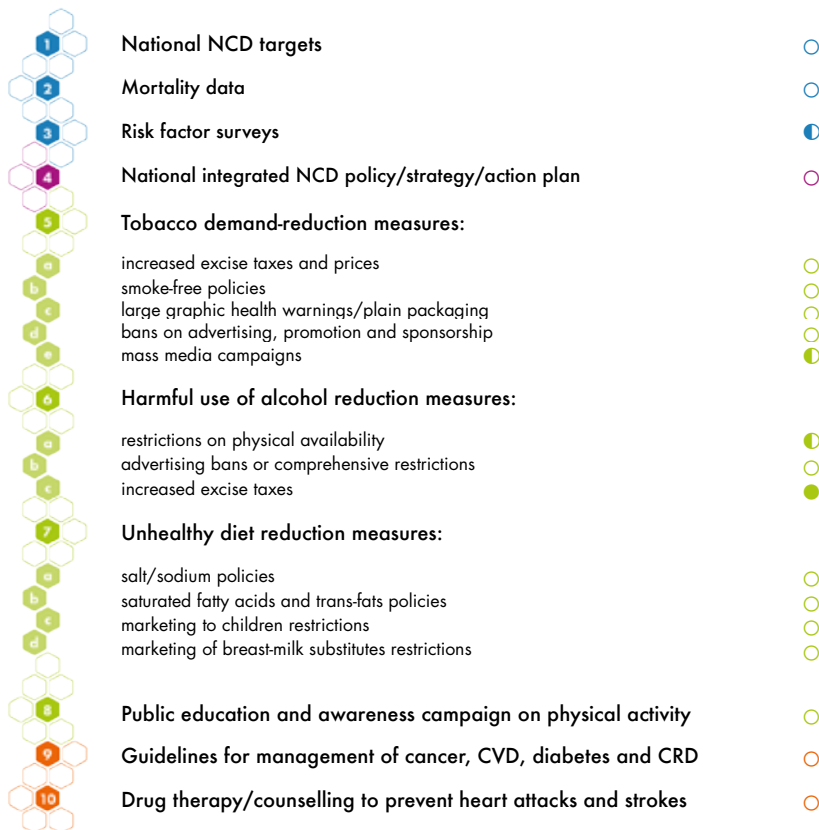 1 National NCD targets
2 Mortality data
3 Risk factor surveys
4 National integrated NCD policy/strategy/action plan
5 Tobacco demand-reduction measures:
a increased excise taxes and prices
b smoke-free policies
c large graphic health warnings/plain packaging
d bans on advertising, promotion and sponsorship
e mass media campaigns
6 Harmful use of alcohol reduction measures:
a restrictions on physical availability
b advertising bans or comprehensive restrictions
c increased excise taxes
7 Unhealthy diet reduction measures:
a salt/sodium policies
b saturated fatty acids and trans-fats policies
c marketing to children restrictions
d marketing of breast-milk substitutes restrictions
8 Public education and awareness campaign on physical activity
9 Guidelines for management of cancer, CVD, diabetes and CRD
10 Drug therapy/counselling to prevent heart attacks and strokes